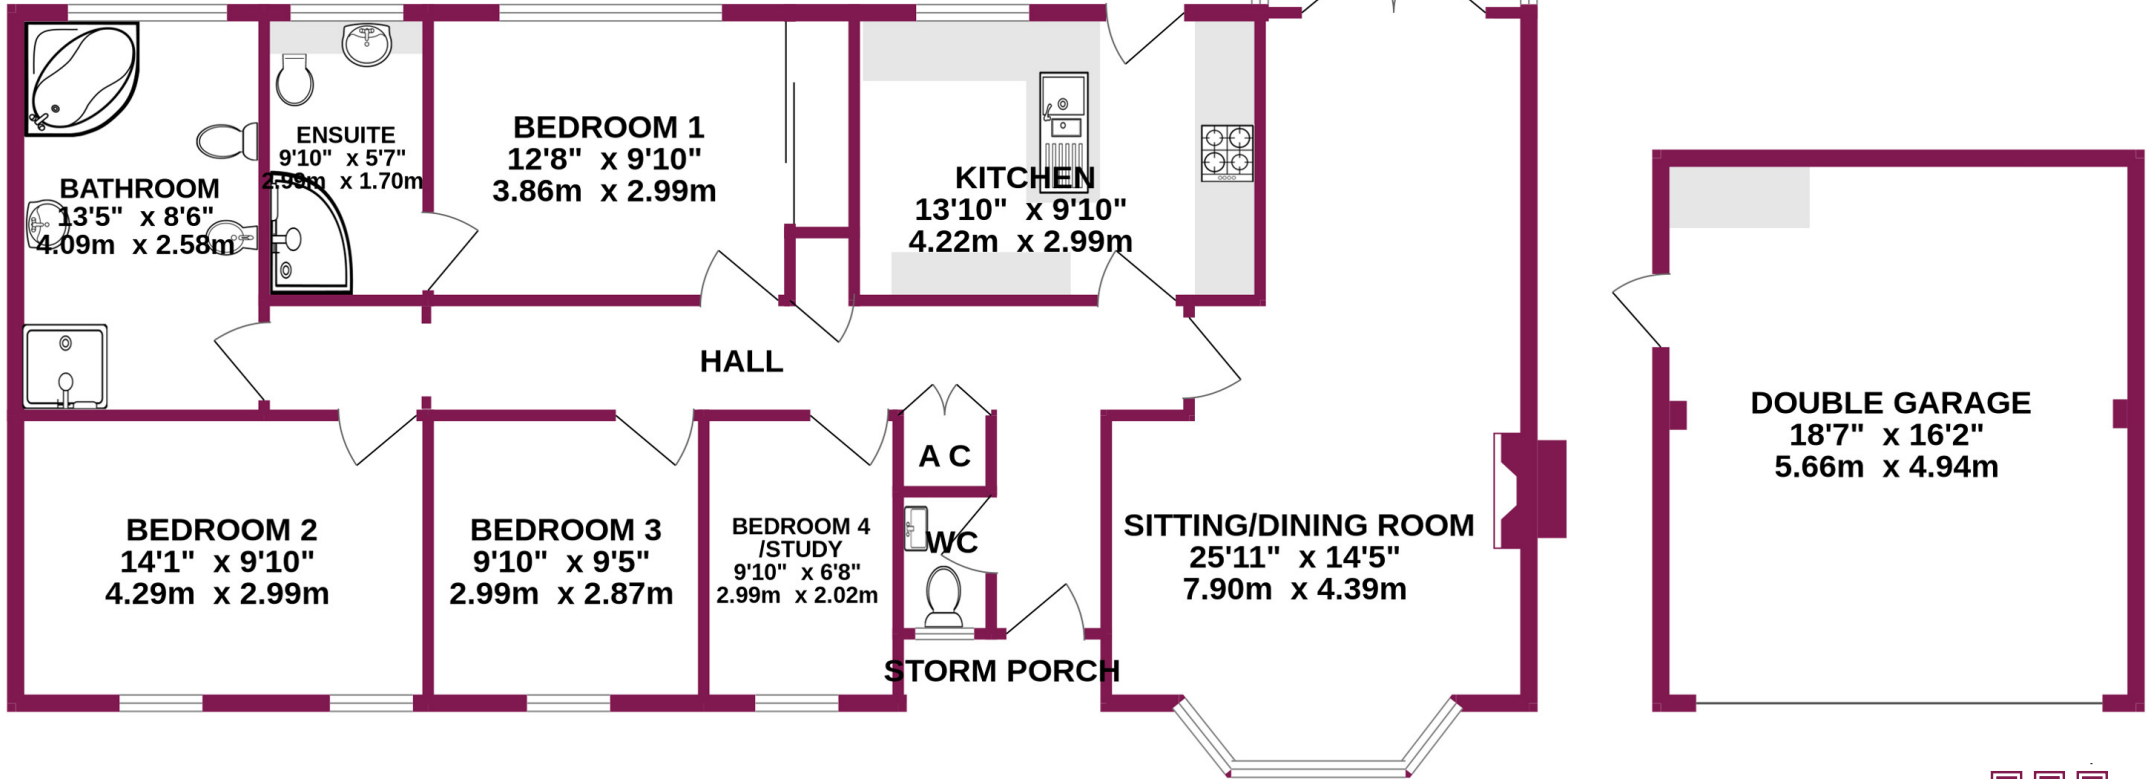 BATHROOM
13'5" x 8'6"
4.09m x 2.58m
ENSUITE
9'10" x 5'7"
2.99m x 1.70m
BEDROOM 1
12'8" x 9'10"
3.86m x 2.99m
KITCHEN
13'10" x 9'10"
4.22m x 2.99m
HALL
A C
WC
BEDROOM 2
14'1" x 9'10"
4.29m x 2.99m
BEDROOM 3
9'10" x 9'5"
2.99m x 2.87m
BEDROOM 4
/STUDY
9'10" x 6'8"
2.99m x 2.02m
STORM PORCH
SITTING/DINING ROOM
25'11" x 14'5"
7.90m x 4.39m
DOUBLE GARAGE
18'7" x 16'2"
5.66m x 4.94m